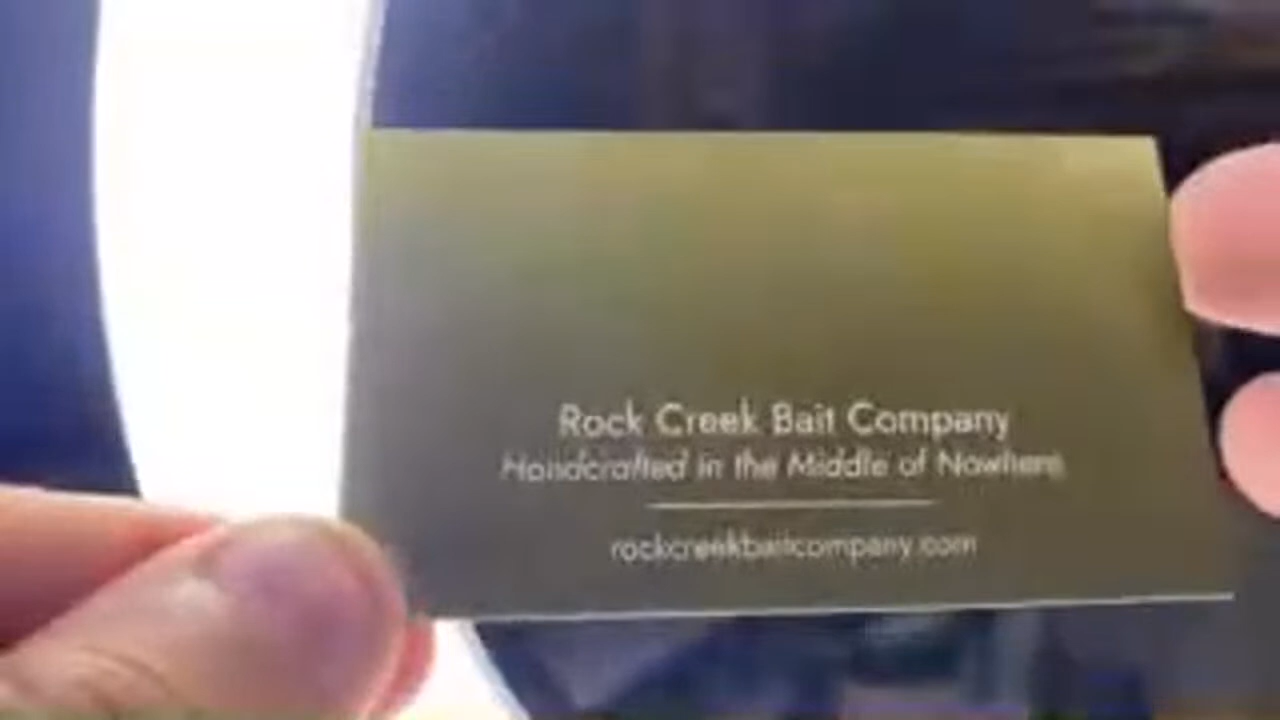 Rock Creek Bait Company
Handcrafted in the Middle of Nowhere
rockcreekbaitcompany.com